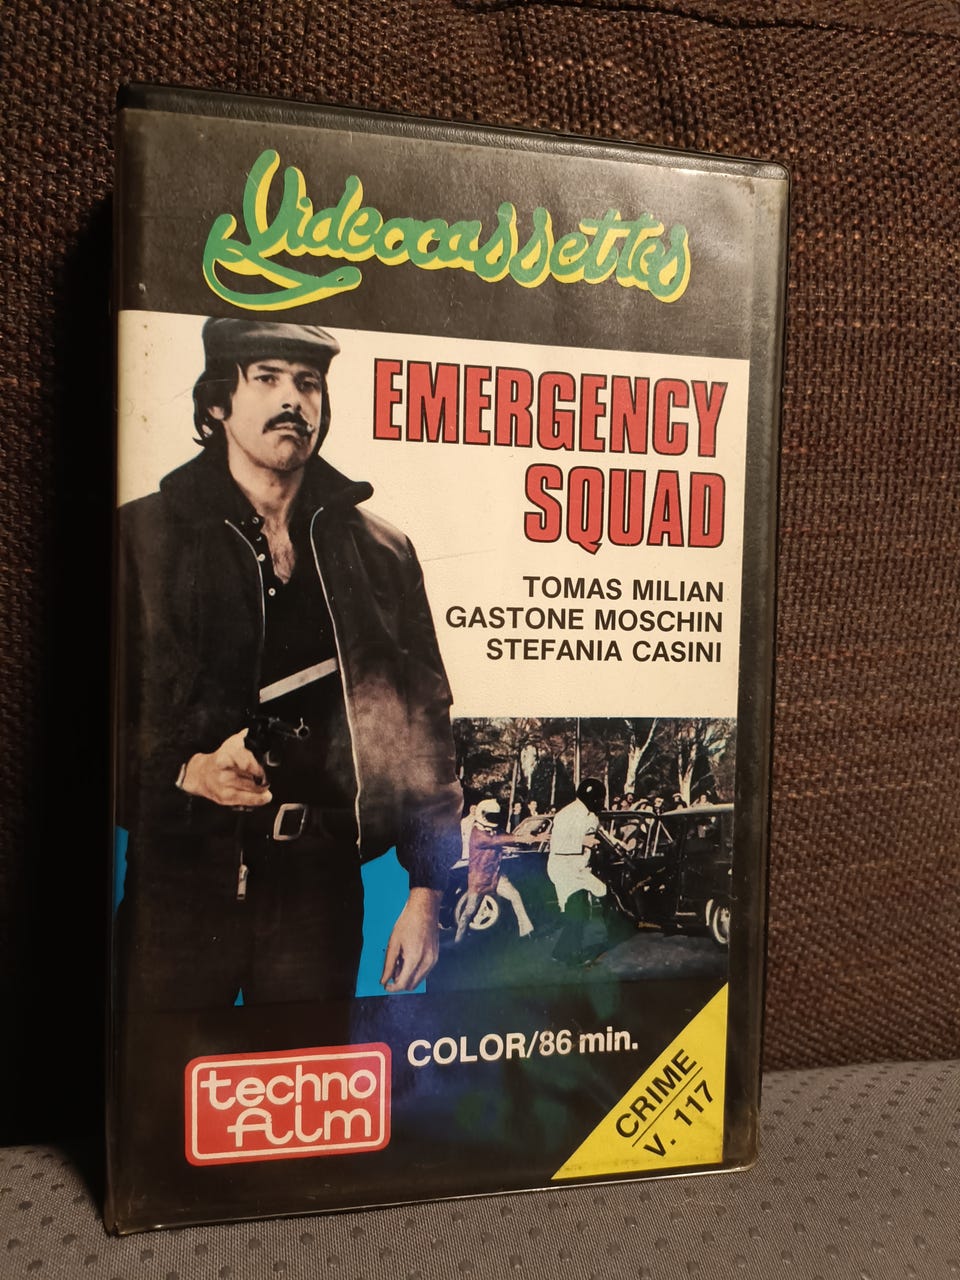 Videocassettes
EMERGENCY
SQUAD
TOMAS MILIAN
GASTONE MOSCHIN
STEFANIA CASINI
COLOR/86 min.
techno
film
CRIME
V. 117